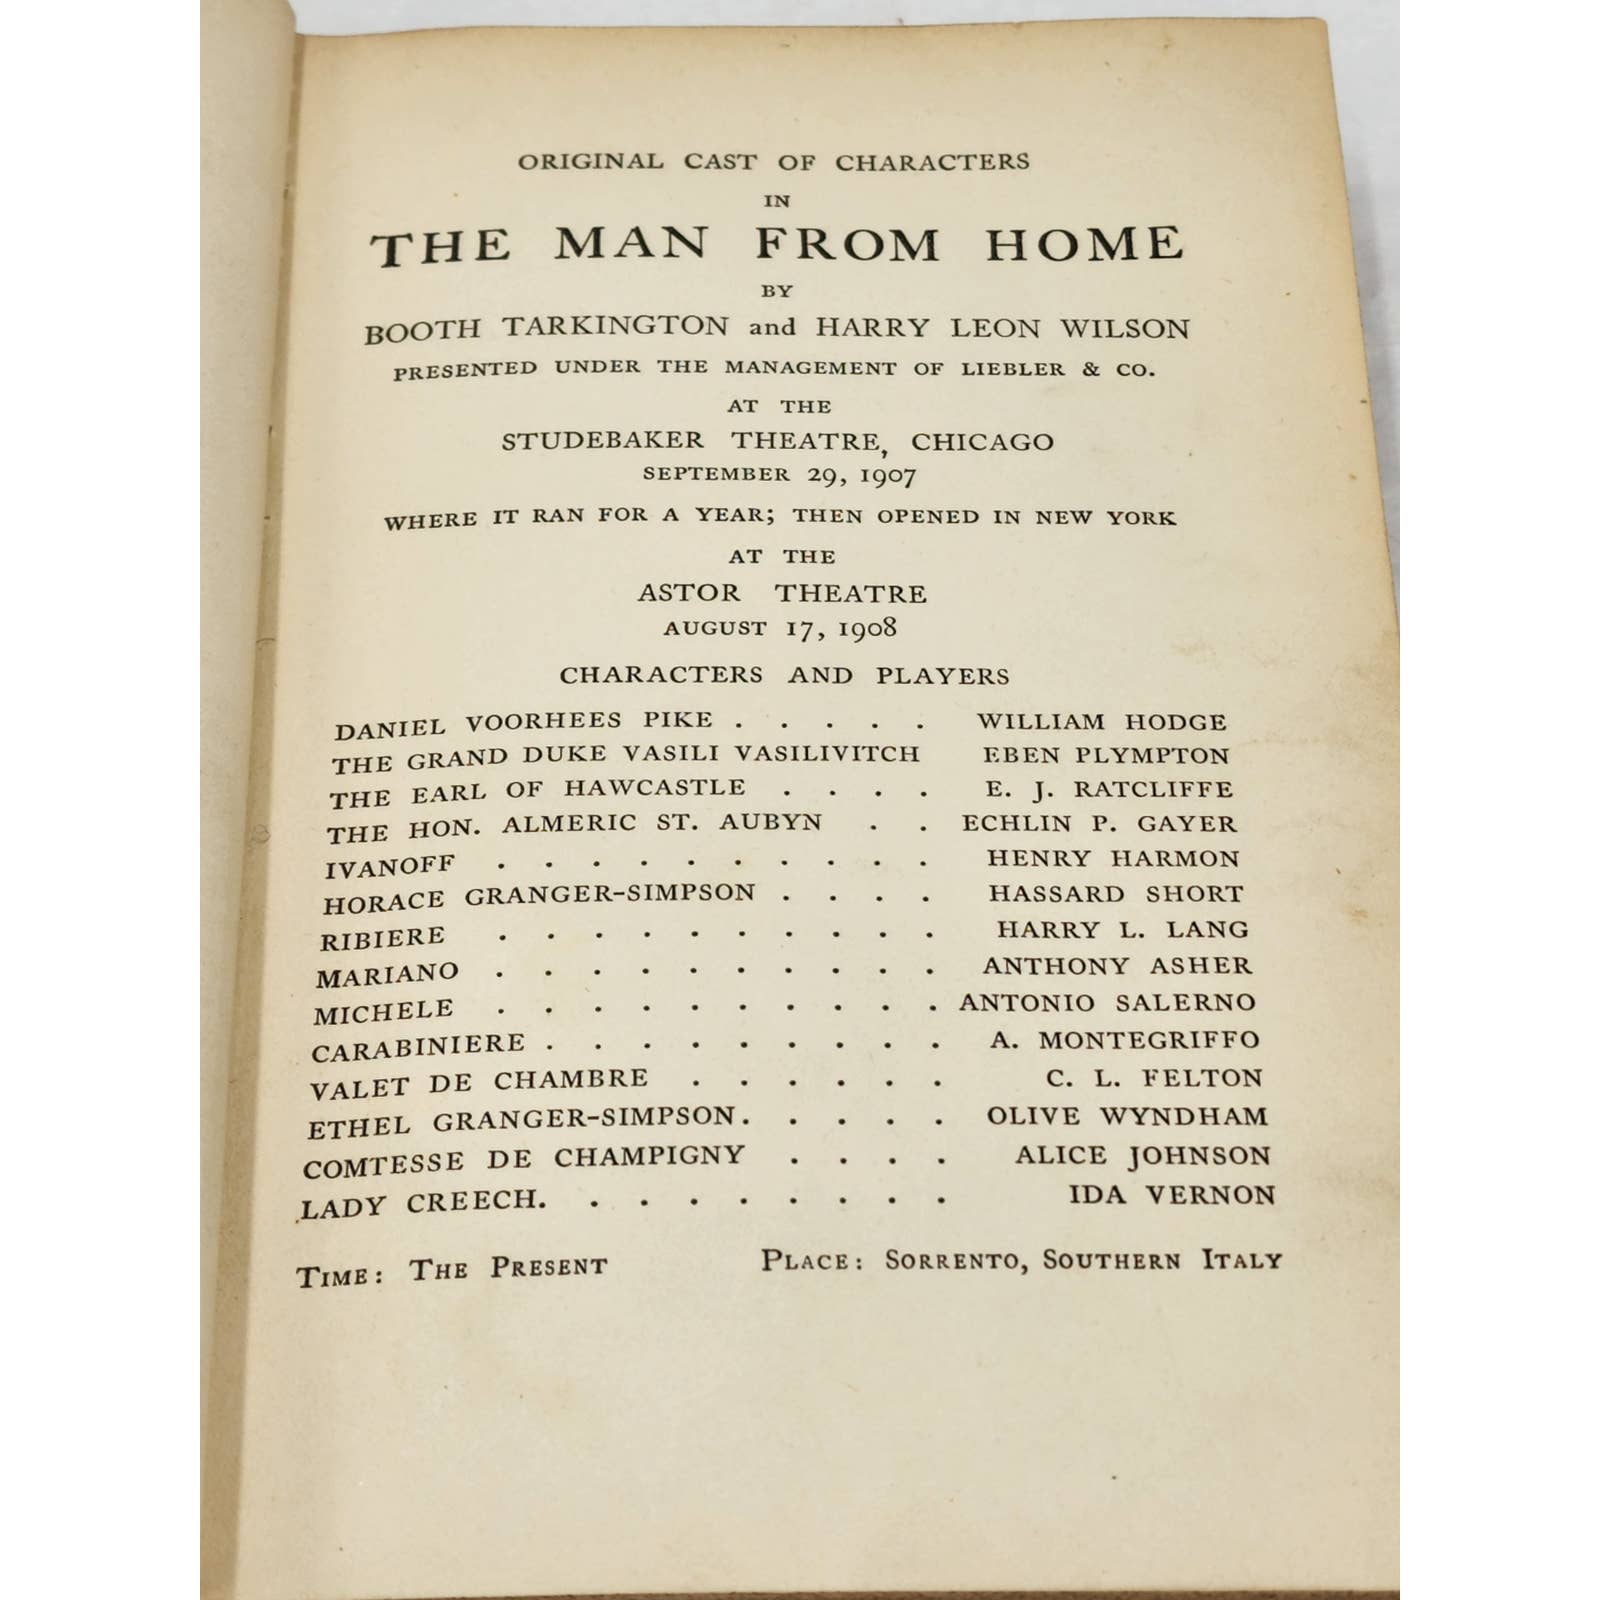 ORIGINAL CAST OF CHARACTERS
IN
THE MAN FROM HOME
BY
BOOTH TARKINGTON and HARRY LEON WILSON
PRESENTED UNDER THE MANAGEMENT OF LIEBLER & CO.
AT THE
STUDEBAKER THEATRE, CHICAGO
SEPTEMBER 29, 1907
WHERE IT RAN FOR A YEAR; THEN OPENED IN NEW YORK
AT THE
ASTOR THEATRE
AUGUST 17, 1908
CHARACTERS AND PLAYERS
DANIEL VOORHEES PIKE . . . . . WILLIAM HODGE
THE GRAND DUKE VASILI VASILIVITCH EBEN PLYMPTON
THE EARL OF HAWCASTLE . . . . E. J. RATCLIFFE
THE HON. ALMERIC ST. AUBYN . . ECHLIN P. GAYER
IVANOFF . . . . . . . . . . HENRY HARMON
HORACE GRANGER-SIMPSON . . . . HASSARD SHORT
RIBIERE . . . . . . . . . . HARRY L. LANG
MARIANO . . . . . . . . . . ANTHONY ASHER
MICHELE . . . . . . . . . . ANTONIO SALERNO
CARABINIERE . . . . . . . . . A. MONTEGRIFFO
VALET DE CHAMBRE . . . . . . C. L. FELTON
ETHEL GRANGER-SIMPSON . . . . . OLIVE WYNDHAM
COMTESSE DE CHAMPIGNY . . . . ALICE JOHNSON
LADY CREECH . . . . . . . . . IDA VERNON
TIME: THE PRESENT PLACE: SORRENTO, SOUTHERN ITALY